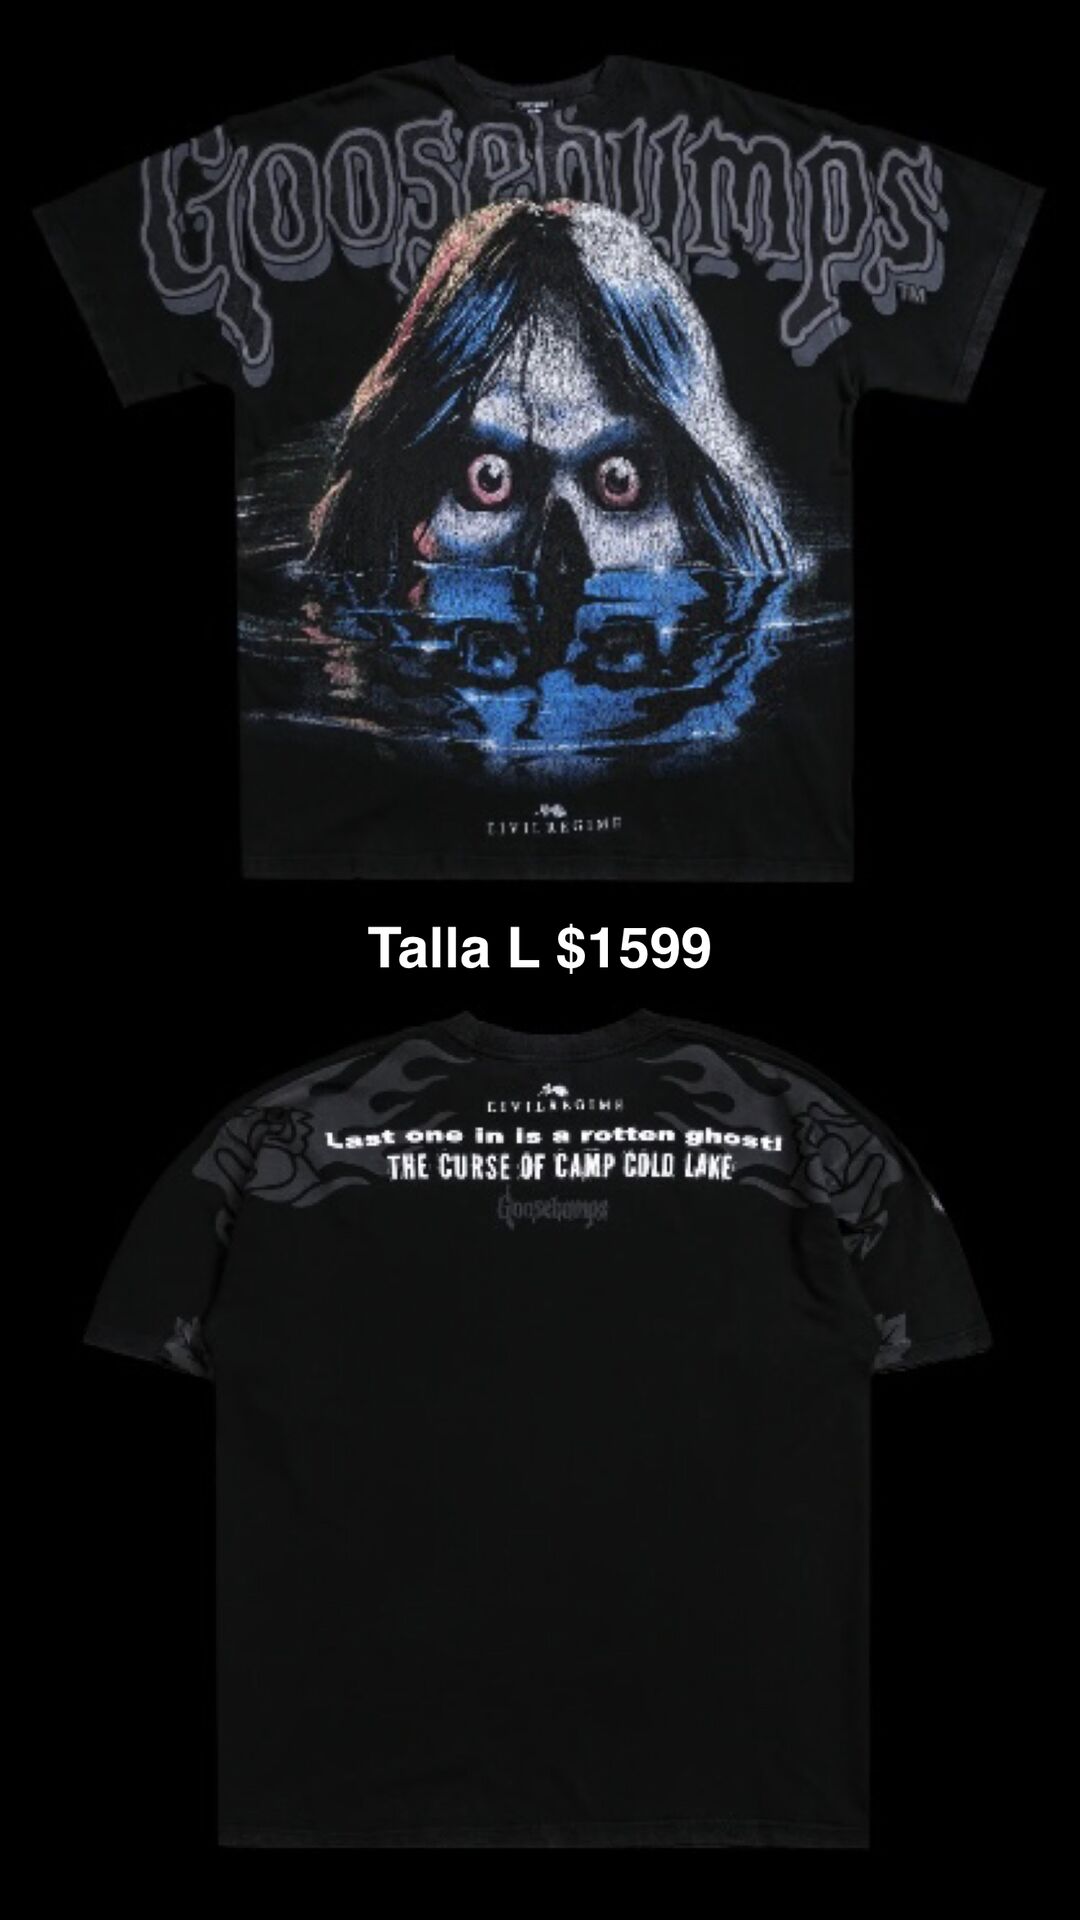 Goosebumps
TM
CIVIL REGIME
Talla L $1599
CIVIL REGIME
Last one in is a rotten ghost!
THE CURSE OF CAMP COLD LAKE
Goosebumps